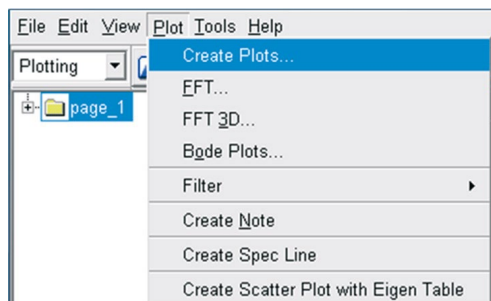 File Edit View Plot Tools Help
Plotting
page_1
Create Plots...
FFT...
FFT 3D...
Bode Plots...
Filter
Create Note
Create Spec Line
Create Scatter Plot with Eigen Table